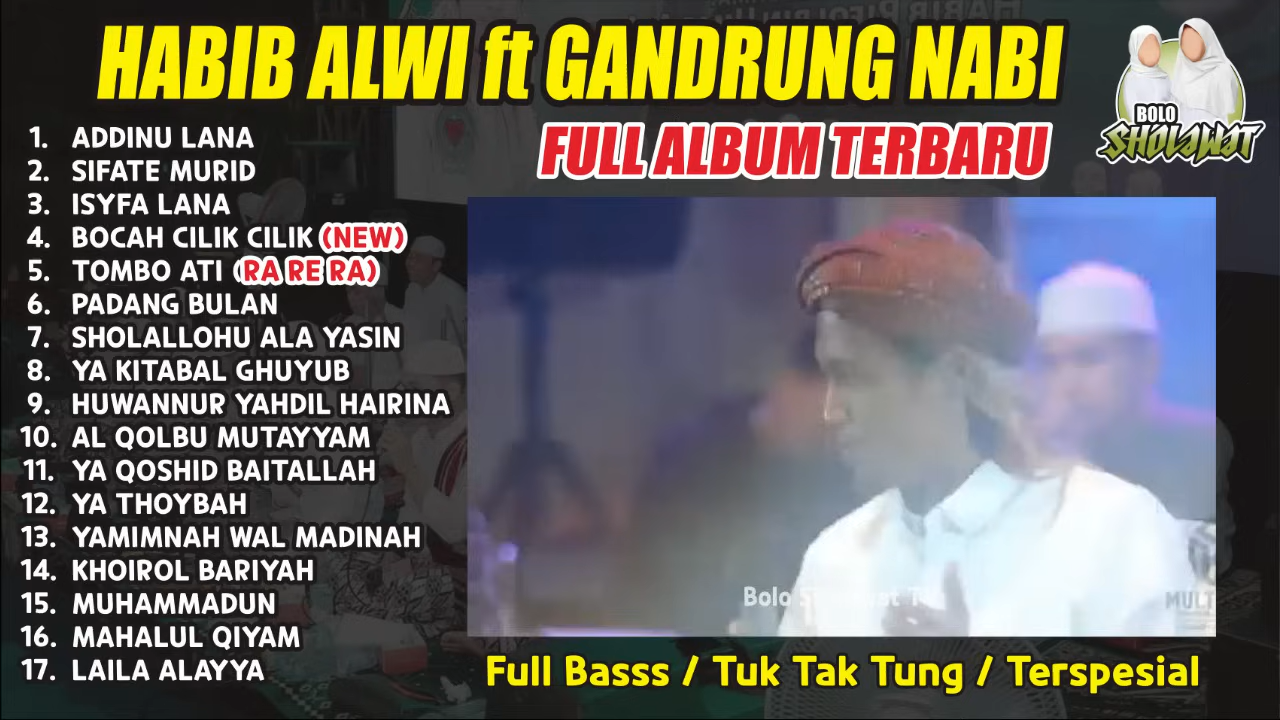 HABIB ALWI ft GANDRUNG NABI
FULL ALBUM TERBARU
BOLO
SHOLAWAT
1. ADDINU LANA
2. SIFATE MURID
3. ISYFA LANA
4. BOCAH CILIK CILIK (NEW)
5. TOMBO ATI (RA RE RA)
6. PADANG BULAN
7. SHOLALLOHU ALA YASIN
8. YA KITABAL GHUYUB
9. HUWANNUR YAHDIL HAIRINA
10. AL QOLBU MUTAYYAM
11. YA QOSHID BAITALLAH
12. YA THOYBAH
13. YAMIMNAH WAL MADINAH
14. KHOIROL BARIYAH
15. MUHAMMADUN
16. MAHALUL QIYAM
17. LAILA ALAYYA
Bolo
MULT
Full Basss / Tuk Tak Tung / Terspesial